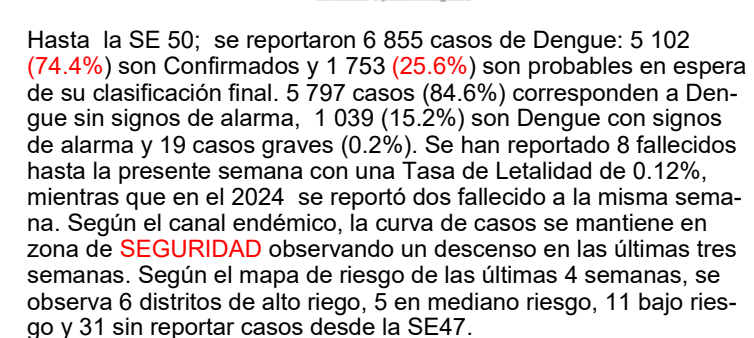 Hasta  la SE 50;  se reportaron 6 855 casos de Dengue: 5 102
(74.4%) son Confirmados y 1 753 (25.6%) son probables en espera
de su clasificación final. 5 797 casos (84.6%) corresponden a Den-
gue sin signos de alarma,  1 039 (15.2%) son Dengue con signos
de alarma y 19 casos graves (0.2%). Se han reportado 8 fallecidos
hasta la presente semana con una Tasa de Letalidad de 0.12%,
mientras que en el 2024  se reportó dos fallecido a la misma sema-
na. Según el canal endémico, la curva de casos se mantiene en
zona de SEGURIDAD observando un descenso en las últimas tres
semanas. Según el mapa de riesgo de las últimas 4 semanas, se
observa 6 distritos de alto riego, 5 en mediano riesgo, 11 bajo ries-
go y 31 sin reportar casos desde la SE47.